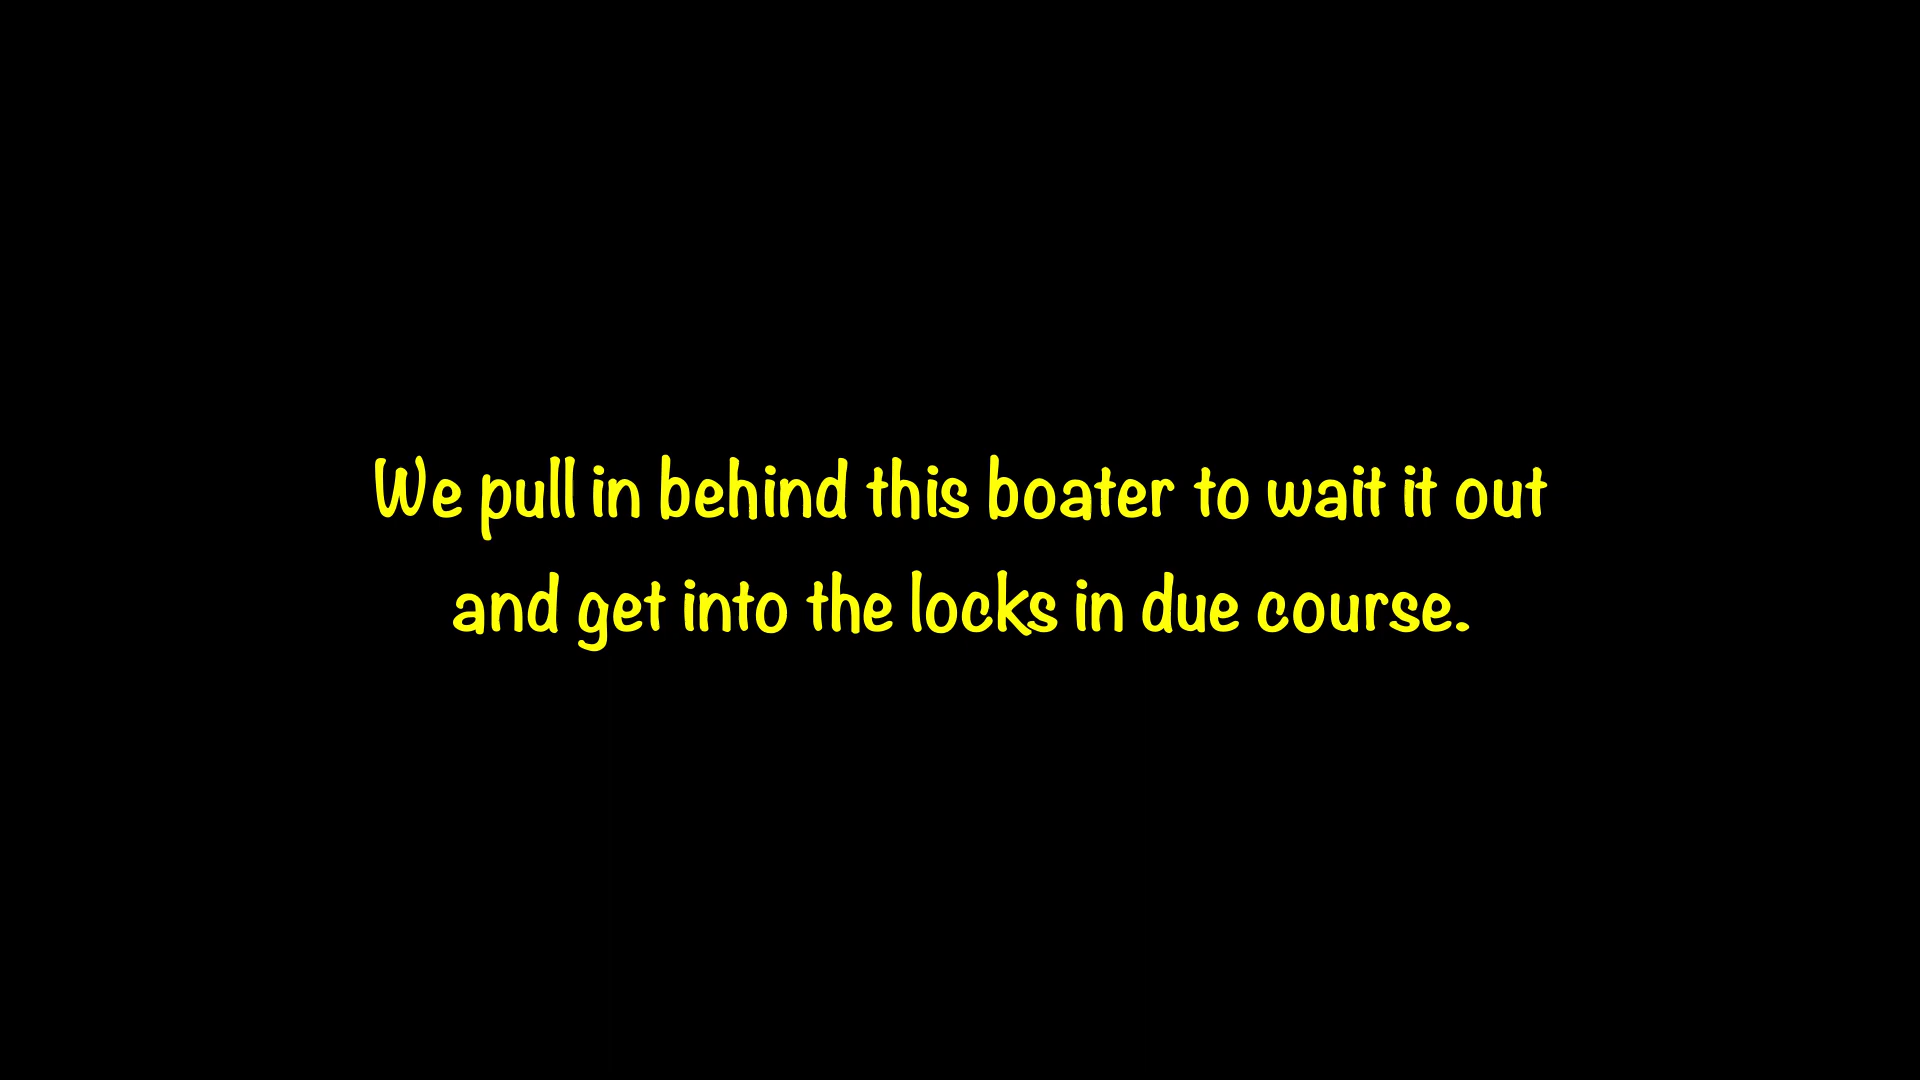 We pull in behind this boater to wait it out
and get into the locks in due course.